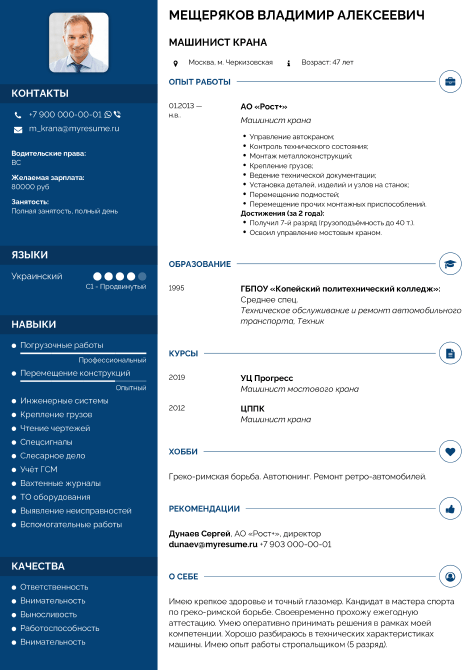 МЕЩЕРЯКОВ ВЛАДИМИР АЛЕКСЕЕВИЧ
МАШИНИСТ КРАНА
Москва, м. Черкизовская
Возраст: 47 лет
КОНТАКТЫ
+7 900 000-00-01
m_krana@myresume.ru
Водительские права:
ВС
Желаемая зарплата:
80000 руб
Занятость:
Полная занятость, полный день
ЯЗЫКИ
Украинский
C1 - Продвинутый
НАВЫКИ
Погрузочные работы
Профессиональный
Перемещение конструкций
Опытный
Инженерные системы
Крепление грузов
Чтение чертежей
Спецсигналы
Слесарное дело
Учёт ГСМ
Вахтенные журналы
ТО оборудования
Выявление неисправностей
Вспомогательные работы
КАЧЕСТВА
Ответственность
Внимательность
Выносливость
Работоспособность
Внимательность
ОПЫТ РАБОТЫ
01.2013 —
н.в.
АО «Рост+»
Машинист крана
Управление автокраном;
Контроль технического состояния;
Монтаж металлоконструкций;
Крепление грузов;
Ведение технической документации;
Установка деталей, изделий и узлов на станок;
Перемещение подмостей;
Перемещение прочих монтажных приспособлений.
Достижения (за 2 года):
Получил 7-й разряд (грузоподъёмность до 40 т.).
Освоил управление мостовым краном.
ОБРАЗОВАНИЕ
1995
ГБПОУ «Копейский политехнический колледж»:
Среднее спец.
Техническое обслуживание и ремонт автомобильного
транспорта, Техник
КУРСЫ
2019
УЦ Прогресс
Машинист мостового крана
2012
ЦППК
Машинист крана
ХОББИ
Греко-римская борьба. Автотюнинг. Ремонт ретро-автомобилей.
РЕКОМЕНДАЦИИ
Дунаев Сергей, АО «Рост+», директор
dunaev@myresume.ru +7 903 000-00-01
О СЕБЕ
Имею крепкое здоровье и точный глазомер. Кандидат в мастера спорта
по греко-римской борьбе. Своевременно прохожу ежегодную
аттестацию. Умею оперативно принимать решения в рамках моей
компетенции. Хорошо разбираюсь в технических характеристиках
машины. Имею опыт работы стропальщиком (5 разряд).